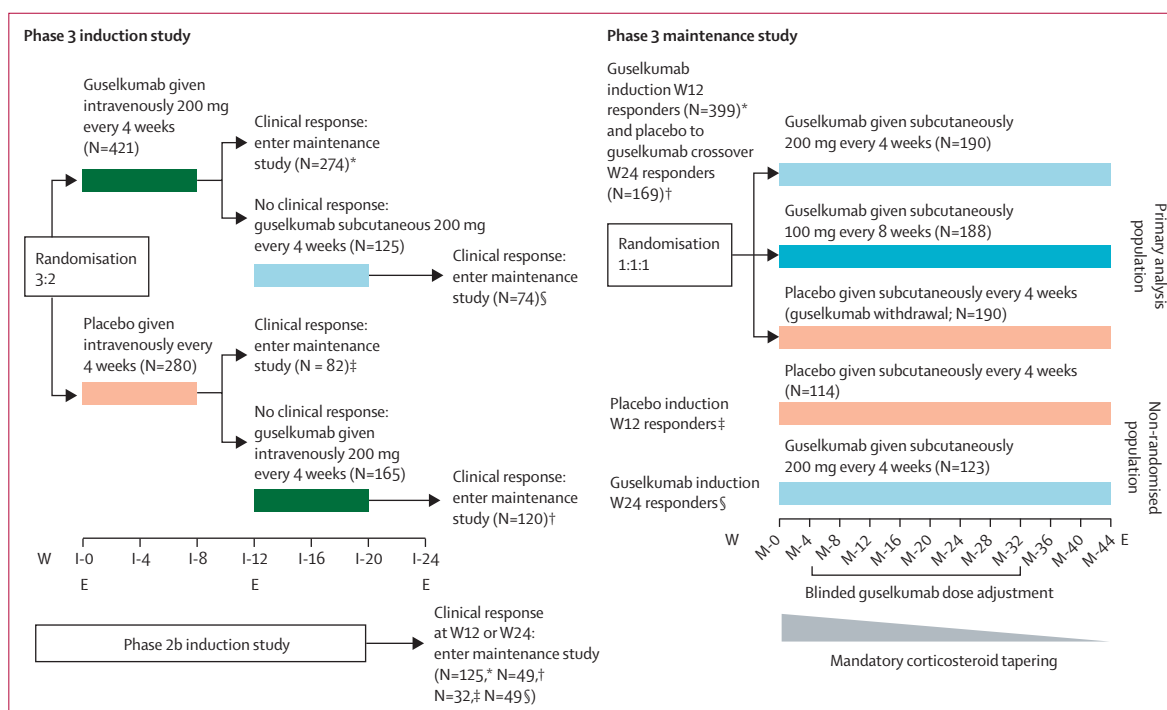 Phase 3 induction study
Guselkumab given
intravenously 200 mg
every 4 weeks
(N=421)
Clinical response:
enter maintenance
study (N=274)*
No clinical response:
guselkumab subcutaneous 200 mg
every 4 weeks (N=125)
Clinical response:
enter maintenance
study (N=74)§
Randomisation
3:2
Placebo given
intravenously every
4 weeks (N=280)
Clinical response:
enter maintenance
study (N = 82)‡
No clinical response:
guselkumab given
intravenously 200 mg
every 4 weeks (N=165)
Clinical response:
enter maintenance
study (N=120)†
W I-0 I-4 I-8 I-12 I-16 I-20 I-24
E E E
Phase 2b induction study
Clinical response
at W12 or W24:
enter maintenance study
(N=125,* N=49,†
N=32,‡ N=49§)
Phase 3 maintenance study
Guselkumab
induction W12
responders (N=399)*
and placebo to
guselkumab crossover
W24 responders
(N=169)†
Randomisation
1:1:1
Guselkumab given subcutaneously
200 mg every 4 weeks (N=190)
Guselkumab given subcutaneously
100 mg every 8 weeks (N=188)
Placebo given subcutaneously every 4 weeks
(guselkumab withdrawal; N=190)
Primary analysis
population
Placebo induction
W12 responders‡
Placebo given subcutaneously every 4 weeks
(N=114)
Guselkumab induction
W24 responders§
Guselkumab given subcutaneously
200 mg every 4 weeks (N=123)
Non-randomised
population
W M-0 M-4 M-8 M-12 M-16 M-20 M-24 M-28 M-32 M-36 M-40 M-44 E
Blinded guselkumab dose adjustment
Mandatory corticosteroid tapering